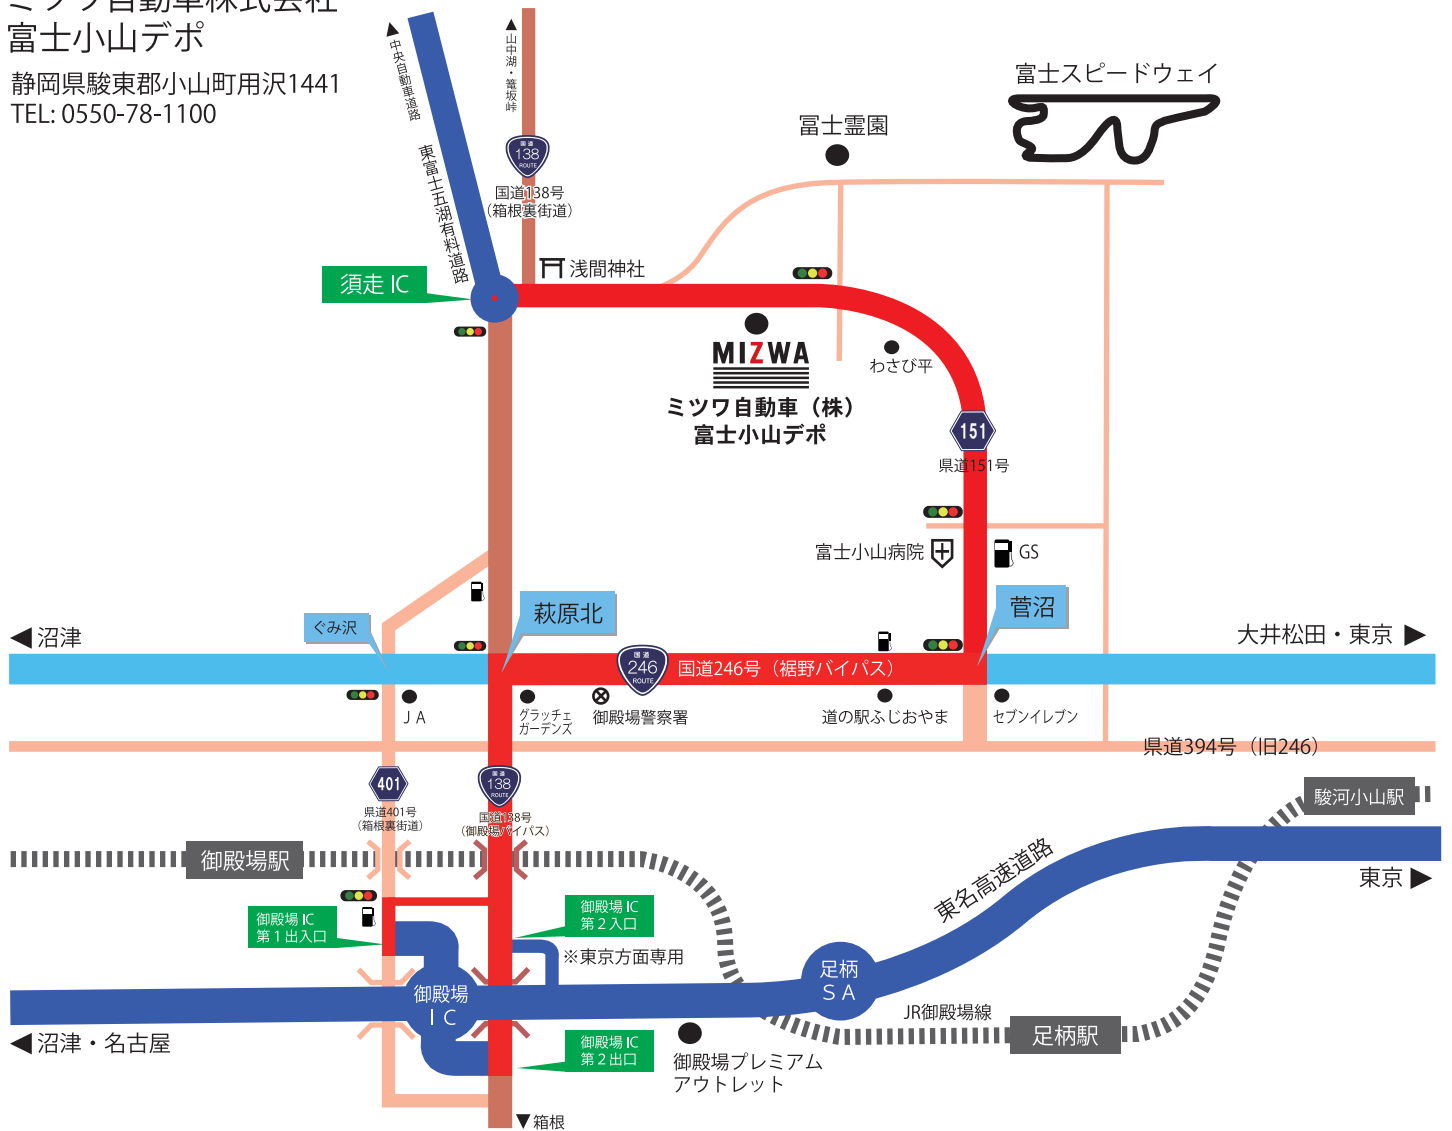 ミツワ自動車株式会社
富士小山デポ
静岡県駿東郡小山町用沢1441
TEL: 0550-78-1100
▲中央自動車道路
東富士五湖有料道路
▲山中湖・篭坂峠
国道
138
ROUTE
国道138号
（箱根裏街道）
富士スピードウェイ
富士霊園
浅間神社
須走 IC
MIZWA
ミツワ自動車（株）
富士小山デポ
わさび平
151
県道151号
富士小山病院
GS
萩原北
菅沼
ぐみ沢
◀沼津
大井松田・東京 ▶
国道
246
ROUTE
国道246号（裾野バイパス）
ＪＡ
グラッチェ
ガーデンズ
御殿場警察署
道の駅ふじおやま
セブンイレブン
県道394号（旧246）
401
県道401号
（箱根裏街道）
国道
138
ROUTE
国道138号
（御殿場バイパス）
駿河小山駅
御殿場駅
東京 ▶
東名高速道路
御殿場 IC
第１出入口
御殿場 IC
第２入口
※東京方面専用
足柄
ＳＡ
御殿場
ＩＣ
JR御殿場線
足柄駅
◀沼津・名古屋
御殿場 IC
第２出口
御殿場プレミアム
アウトレット
▼箱根